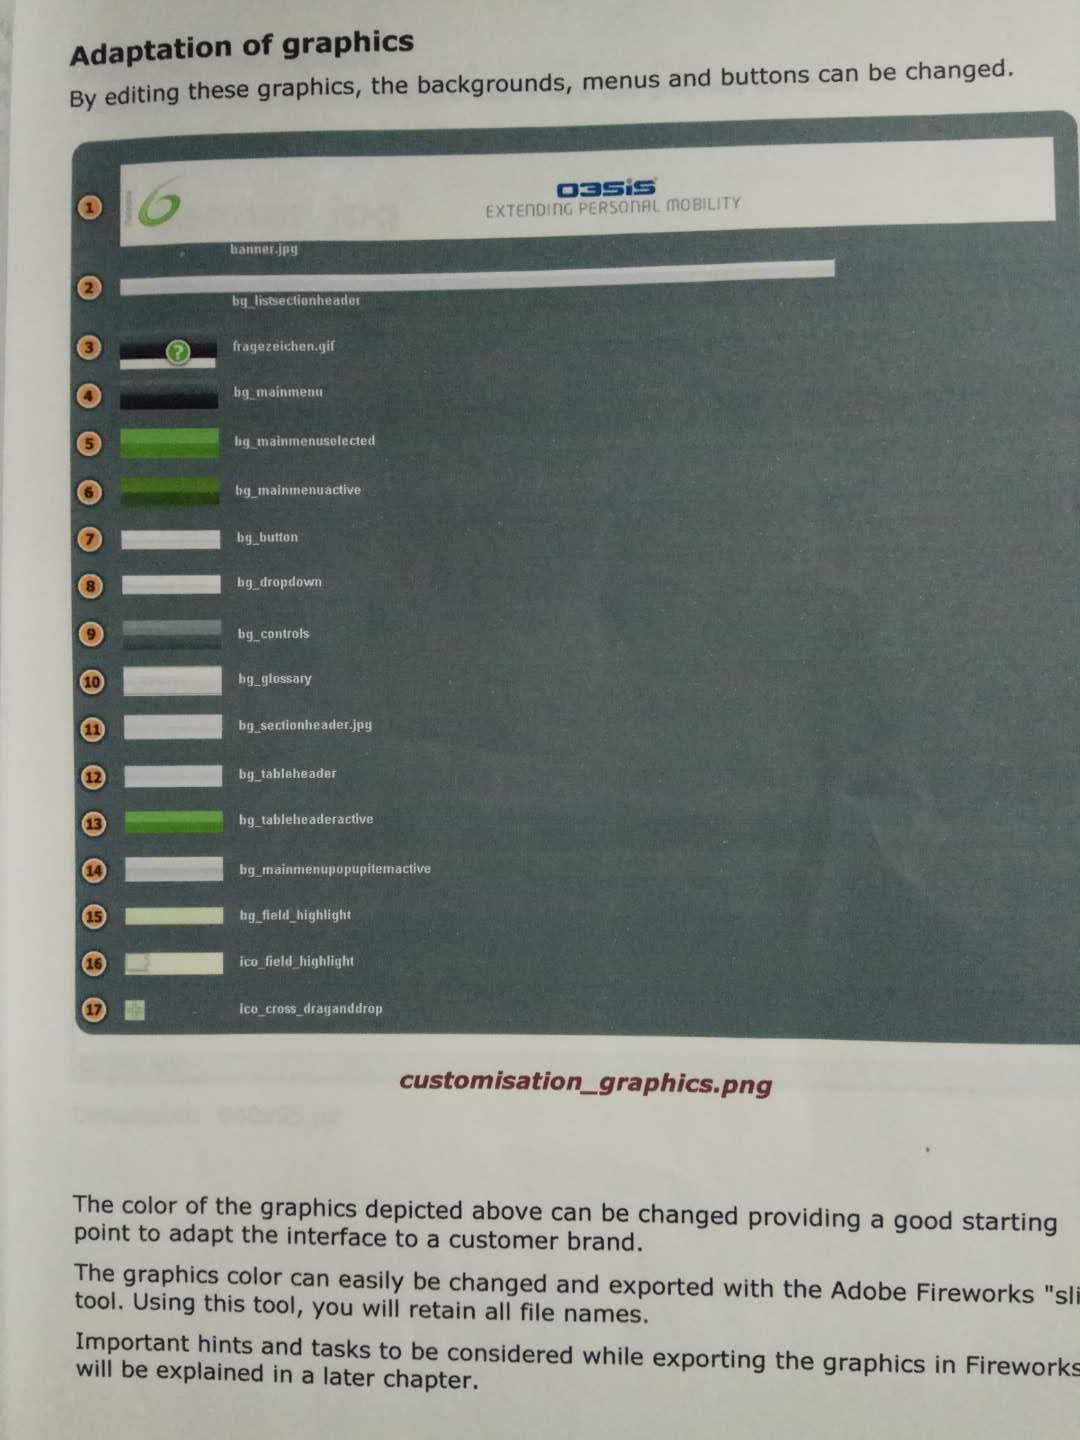 Adaptation of graphics
By editing these graphics, the backgrounds, menus and buttons can be changed.
1
6
O3SiS
EXTENDING PERSONAL MOBILITY
banner.jpg
2
bg_listsectionheader
3 ? fragezeichen.gif
4 bg_mainmenu
5 bg_mainmenuselected
6 bg_mainmenuactive
7 bg_button
8 bg_dropdown
9 bg_controls
10 bg_glossary
11 bg_sectionheader.jpg
12 bg_tableheader
13 bg_tableheaderactive
14 bg_mainmenupopupitemactive
15 bg_field_highlight
16 ico_field_highlight
17 ico_cross_draganddrop
customisation_graphics.png
The color of the graphics depicted above can be changed providing a good starting
point to adapt the interface to a customer brand.
The graphics color can easily be changed and exported with the Adobe Fireworks "sli
tool. Using this tool, you will retain all file names.
Important hints and tasks to be considered while exporting the graphics in Fireworks
will be explained in a later chapter.